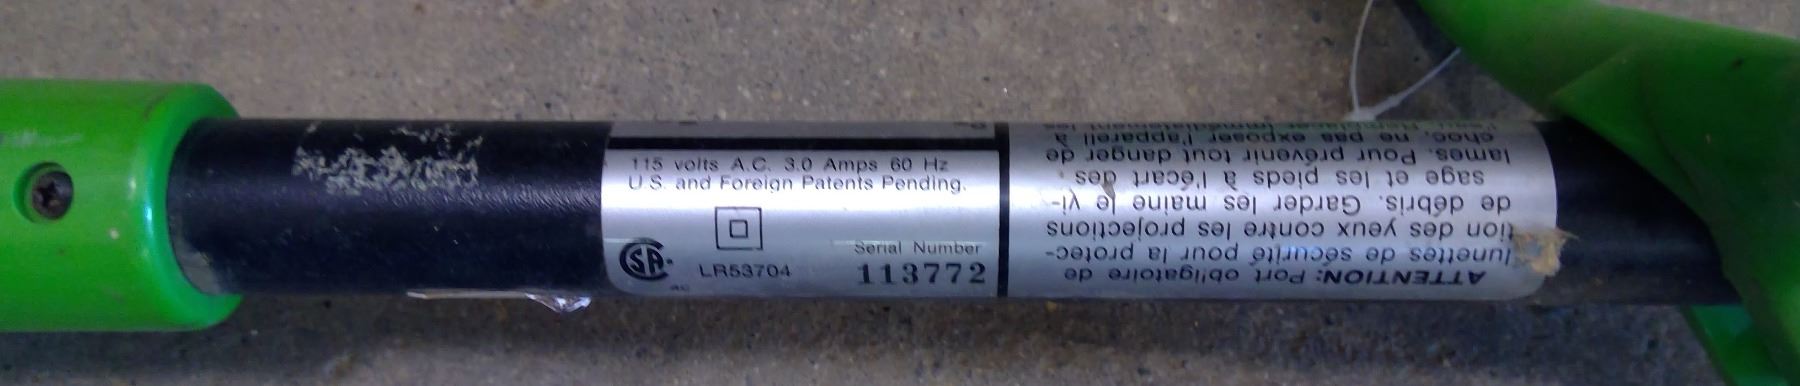 115 volts A.C. 3.0 Amps 60 Hz
U.S. and Foreign Patents Pending.
CSA
LR53704
Serial Number
113772
ATTENTION: Port obligatoire de
lunettes de sécurité pour la protec-
tion des yeux contre les projections
de débris. Garder les maine le vi-
sage et les pieds à l'écart des
lames. Pour prévenir tout danger de
choc, ne pas exposer l'appareil à